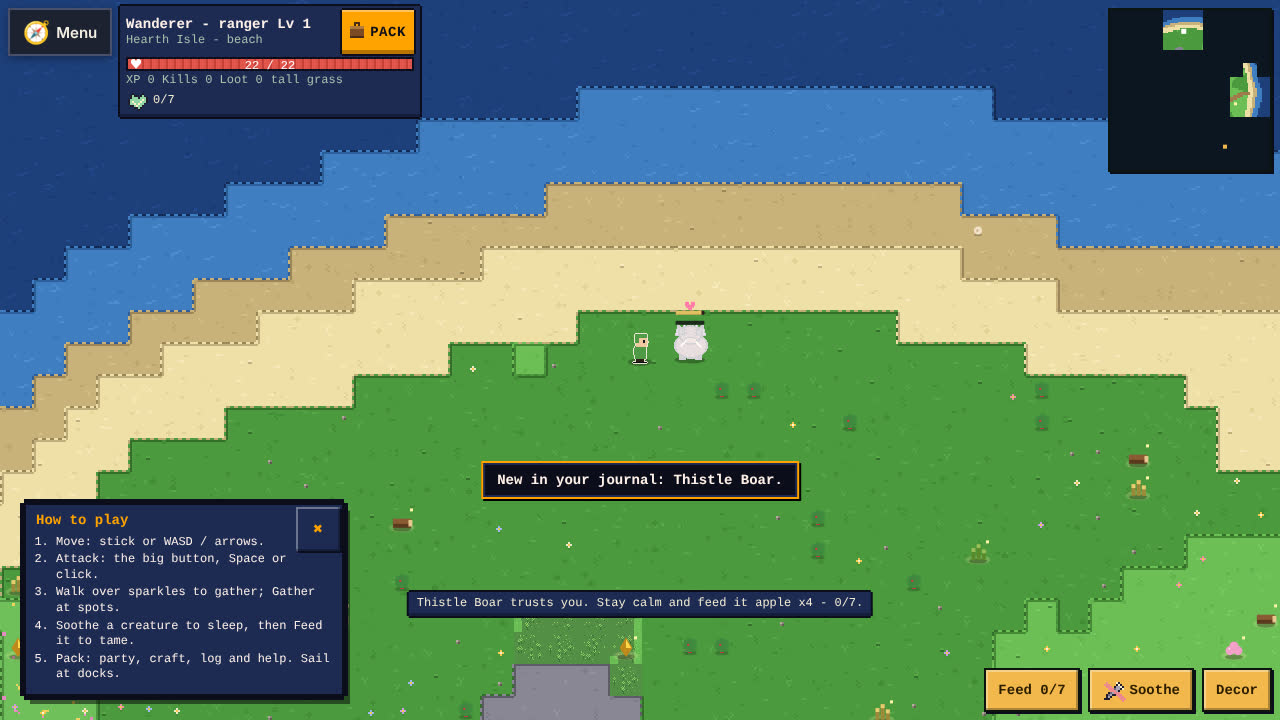 Menu
Wanderer - ranger Lv 1
Hearth Isle - beach
PACK
22 / 22
XP 0 Kills 0 Loot 0 tall grass
0/7
New in your journal: Thistle Boar.
How to play
1. Move: stick or WASD / arrows.
2. Attack: the big button, Space or
click.
3. Walk over sparkles to gather; Gather
at spots.
4. Soothe a creature to sleep, then Feed
it to tame.
5. Pack: party, craft, log and help. Sail
at docks.
Thistle Boar trusts you. Stay calm and feed it apple x4 - 0/7.
Feed 0/7
Soothe
Decor